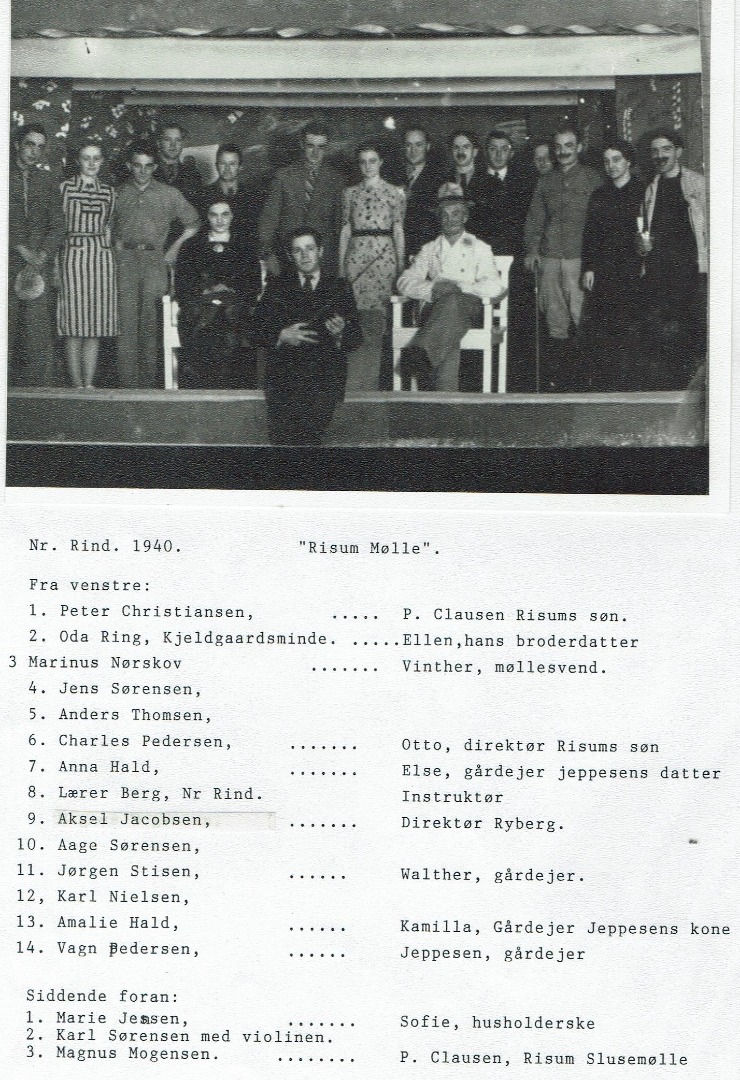 Nr. Rind. 1940. "Risum Mølle".
Fra venstre:
1. Peter Christiansen, ..... P. Clausen Risums søn.
2. Oda Ring, Kjeldgaardsminde. .....Ellen,hans broderdatter
3 Marinus Nørskov ....... Vinther, møllesvend.
4. Jens Sørensen,
5. Anders Thomsen,
6. Charles Pedersen, ....... Otto, direktør Risums søn
7. Anna Hald, ....... Else, gårdejer jeppesens datter
8. Lærer Berg, Nr Rind. Instruktør
9. Aksel Jacobsen, ....... Direktør Ryberg.
10. Aage Sørensen,
11. Jørgen Stisen, ...... Walther, gårdejer.
12, Karl Nielsen,
13. Amalie Hald, ...... Kamilla, Gårdejer Jeppesens kone
14. Vagn Pedersen, ...... Jeppesen, gårdejer
Siddende foran:
1. Marie Jensen, ....... Sofie, husholderske
2. Karl Sørensen med violinen.
3. Magnus Mogensen. ........ P. Clausen, Risum Slusemølle